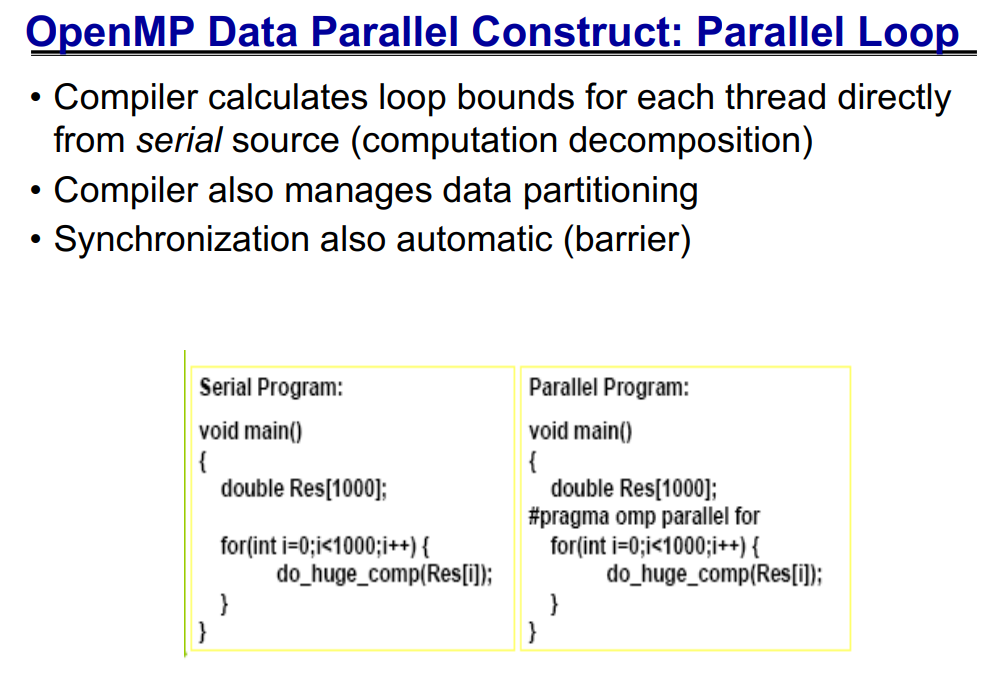 OpenMP Data Parallel Construct: Parallel Loop
• Compiler calculates loop bounds for each thread directly
from serial source (computation decomposition)
• Compiler also manages data partitioning
• Synchronization also automatic (barrier)
Serial Program:
void main()
{
double Res[1000];
for(int i=0;i<1000;i++) {
do_huge_comp(Res[i]);
}
}
Parallel Program:
void main()
{
double Res[1000];
#pragma omp parallel for
for(int i=0;i<1000;i++) {
do_huge_comp(Res[i]);
}
}